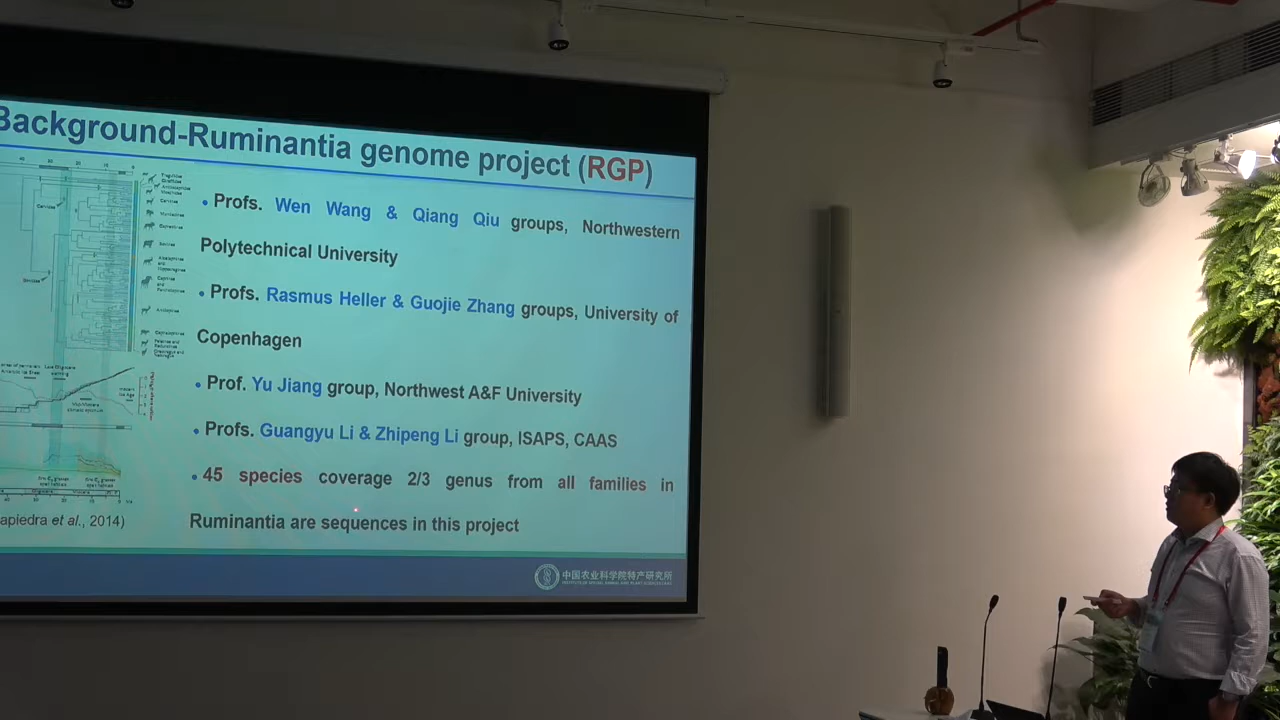 Background-Ruminantia genome project (RGP)
• Profs. Wen Wang & Qiang Qiu groups, Northwestern
Polytechnical University
• Profs. Rasmus Heller & Guojie Zhang groups, University of
Copenhagen
• Prof. Yu Jiang group, Northwest A&F University
• Profs. Guangyu Li & Zhipeng Li group, ISAPS, CAAS
• 45 species coverage 2/3 genus from all families in
Ruminantia are sequences in this project
apiedra et al., 2014)
中国农业科学院特产研究所